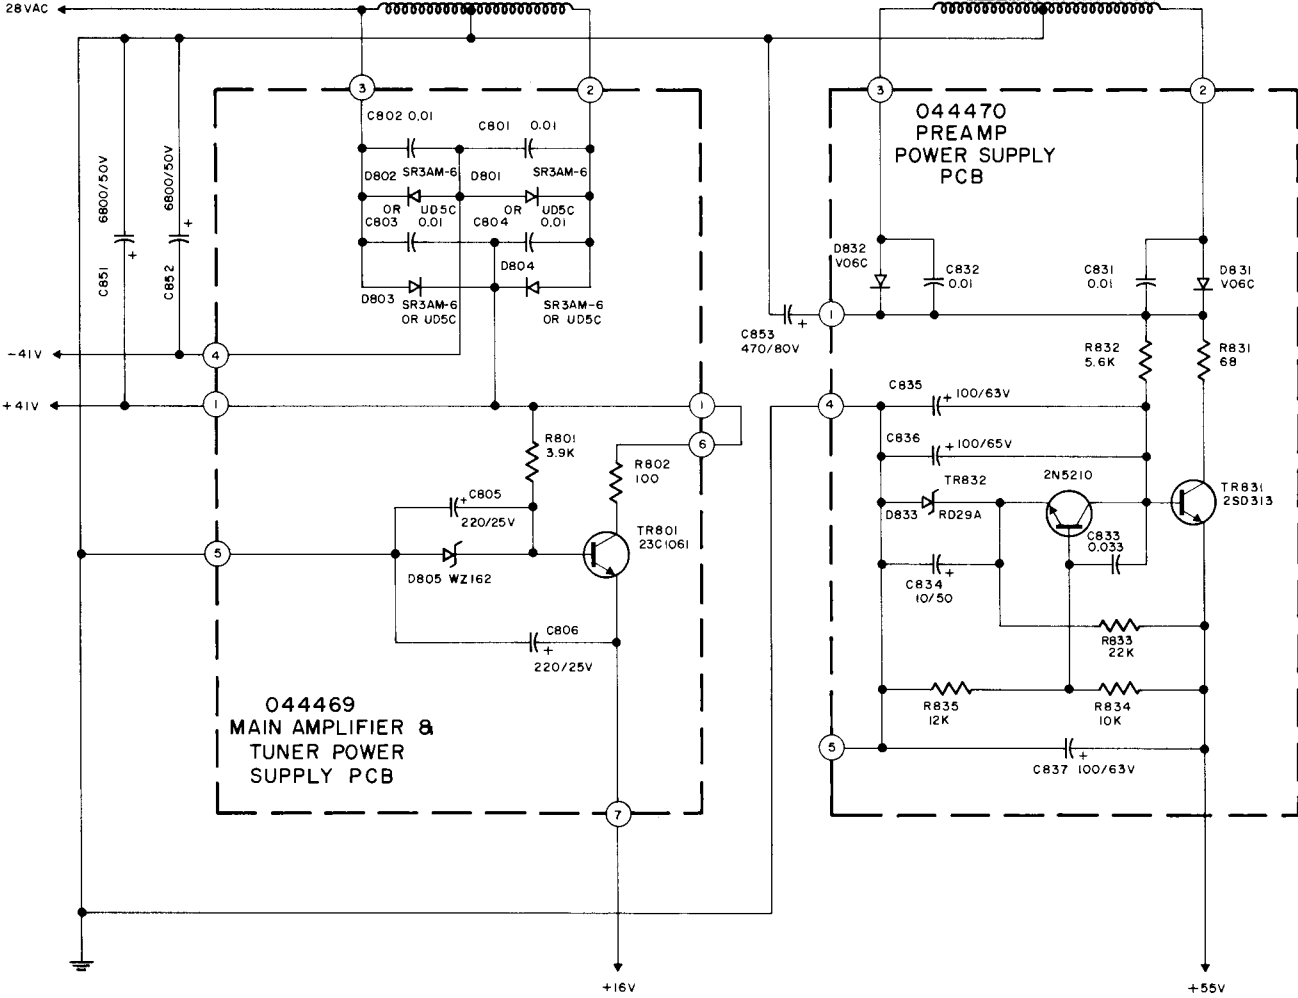 28VAC
3
2
3
2
044470
PREAMP
POWER SUPPLY
PCB
C802 0.01
C801 0.01
6800/50V
6800/50V
+
+
C851
C852
D802 SR3AM-6
D801
SR3AM-6
OR UD5C
OR UD5C
C803 0.01
C804 0.01
D804
D803
SR3AM-6
OR UD5C
SR3AM-6
OR UD5C
D832
V06C
C832
0.01
C831
0.01
D831
V06C
1
C853 +
470/80V
R832
5.6K
R831
68
-41V
4
+41V
1
1
6
4
C835
+ 100/63V
C836
+ 100/65V
R801
3.9K
R802
100
C805
+
220/25V
TR832
2N5210
TR831
2SD313
D833 RD29A
TR801
23C1061
C833
0.033
5
D805 WZ162
C834 +
10/50
C806
+
220/25V
R833
22K
R835
12K
R834
10K
044469
MAIN AMPLIFIER &
TUNER POWER
SUPPLY PCB
5
C837
+
100/63V
7
+16V
+55V